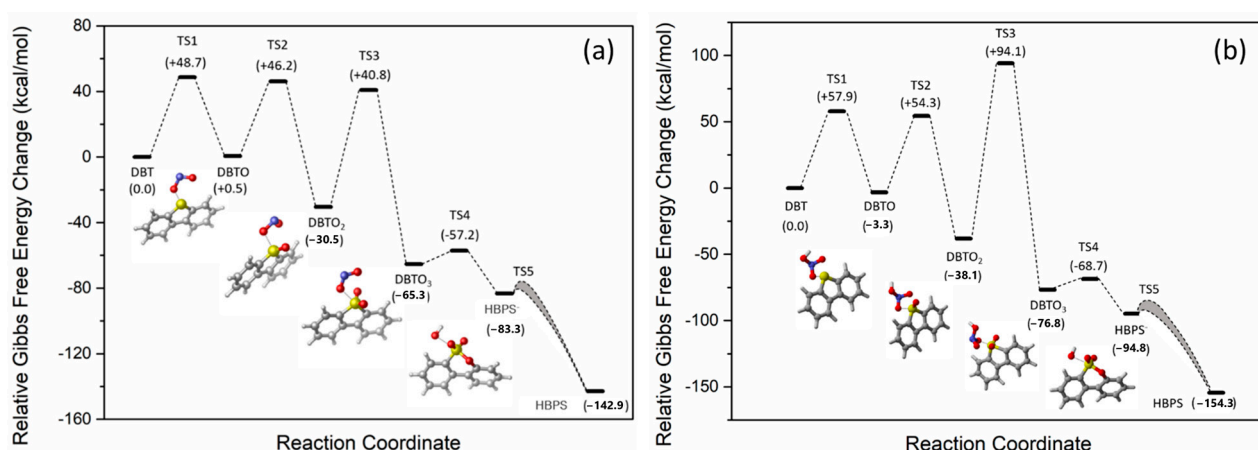 (a)
Relative Gibbs Free Energy Change (kcal/mol)
80
40
0
-40
-80
-120
-160
TS1
(+48.7)
TS2
(+46.2)
TS3
(+40.8)
DBT
(0.0)
DBTO
(+0.5)
DBTO₂
(−30.5)
DBTO₃
(−65.3)
TS4
(-57.2)
TS5
HBPS⁻
(−83.3)
HBPS (−142.9)
Reaction Coordinate
(b)
Relative Gibbs Free Energy Change (kcal/mol)
100
50
0
-50
-100
-150
TS1
(+57.9)
TS2
(+54.3)
TS3
(+94.1)
DBT
(0.0)
DBTO
(−3.3)
DBTO₂
(−38.1)
DBTO₃
(−76.8)
TS4
(-68.7)
TS5
HBPS⁻
(−94.8)
HBPS (−154.3)
Reaction Coordinate